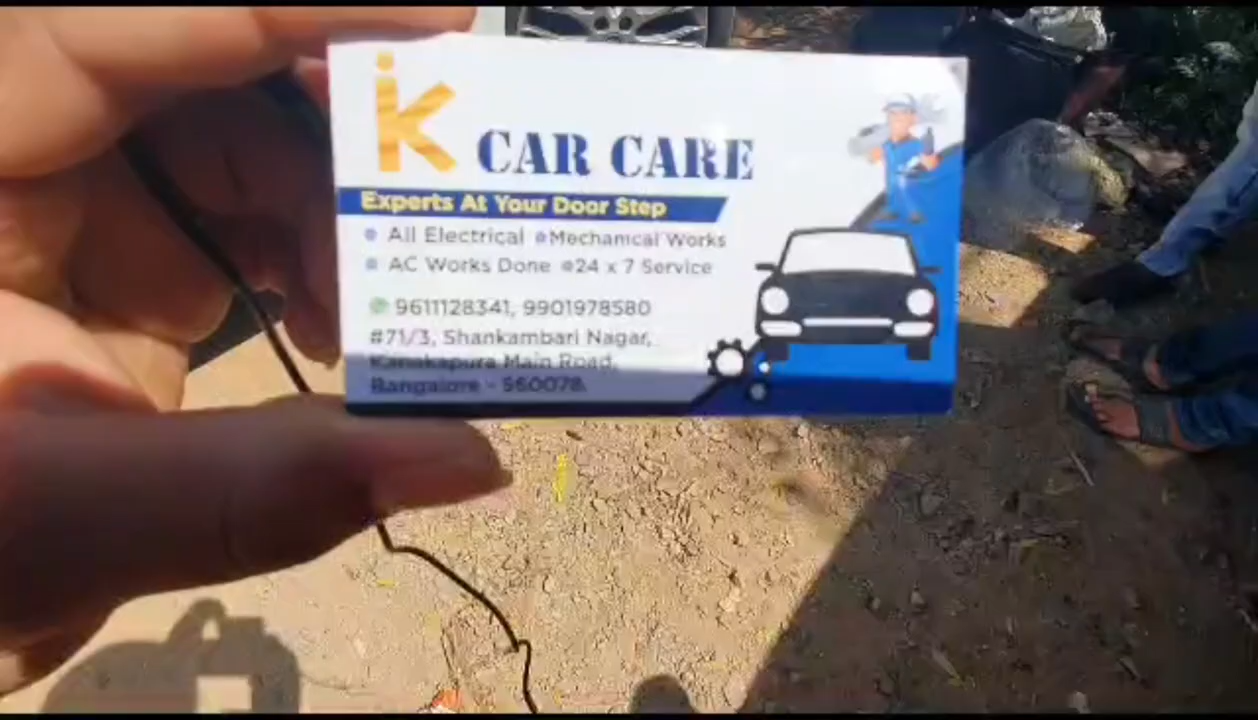 ik CAR CARE
Experts At Your Door Step
All Electrical Mechanical Works
AC Works Done 24 x 7 Service
9611128341, 9901978580
#71/3, Shankambari Nagar,
Kanakapura Main Road,
Bangalore - 560078.